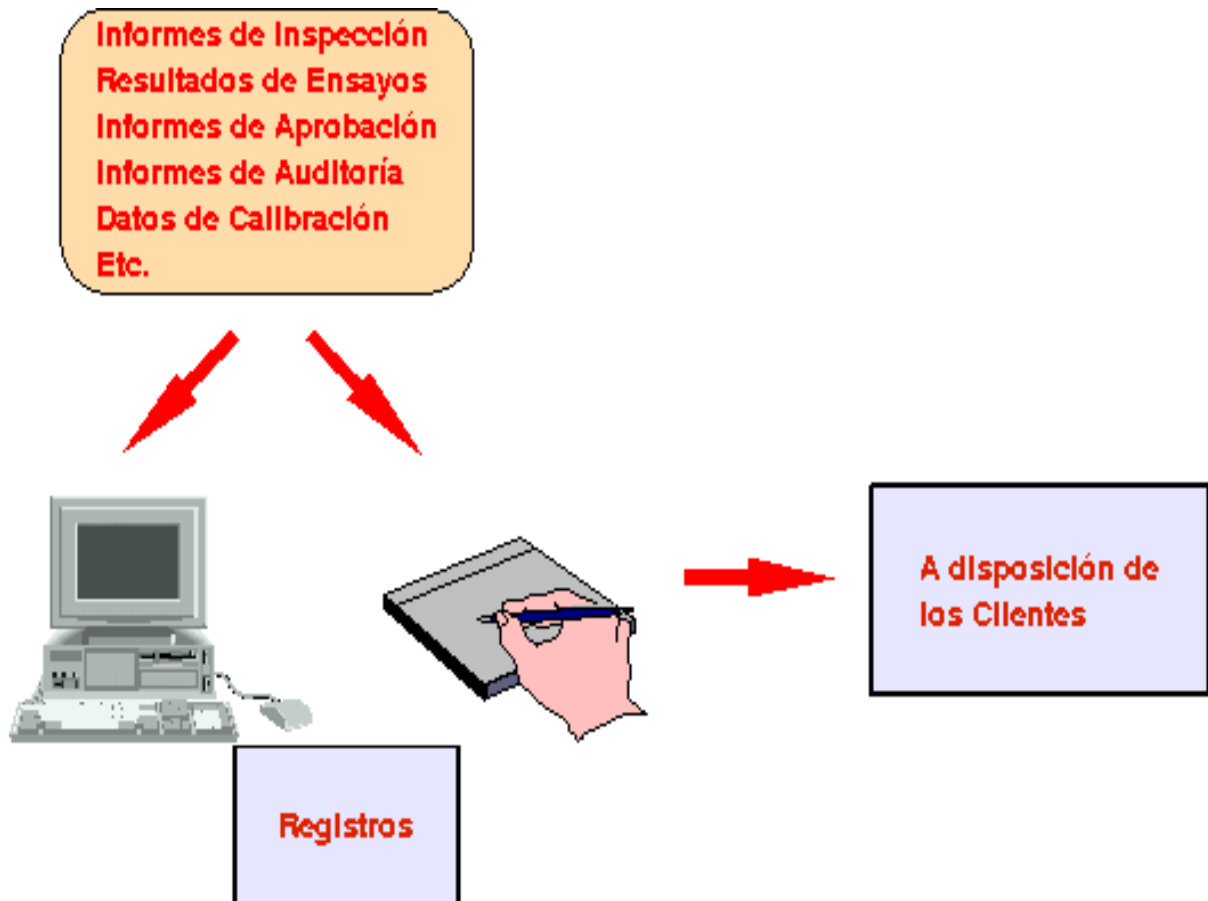 Informes de Inspección
Resultados de Ensayos
Informes de Aprobación
Informes de Auditoría
Datos de Calibración
Etc.
A disposición de
los Clientes
Registros